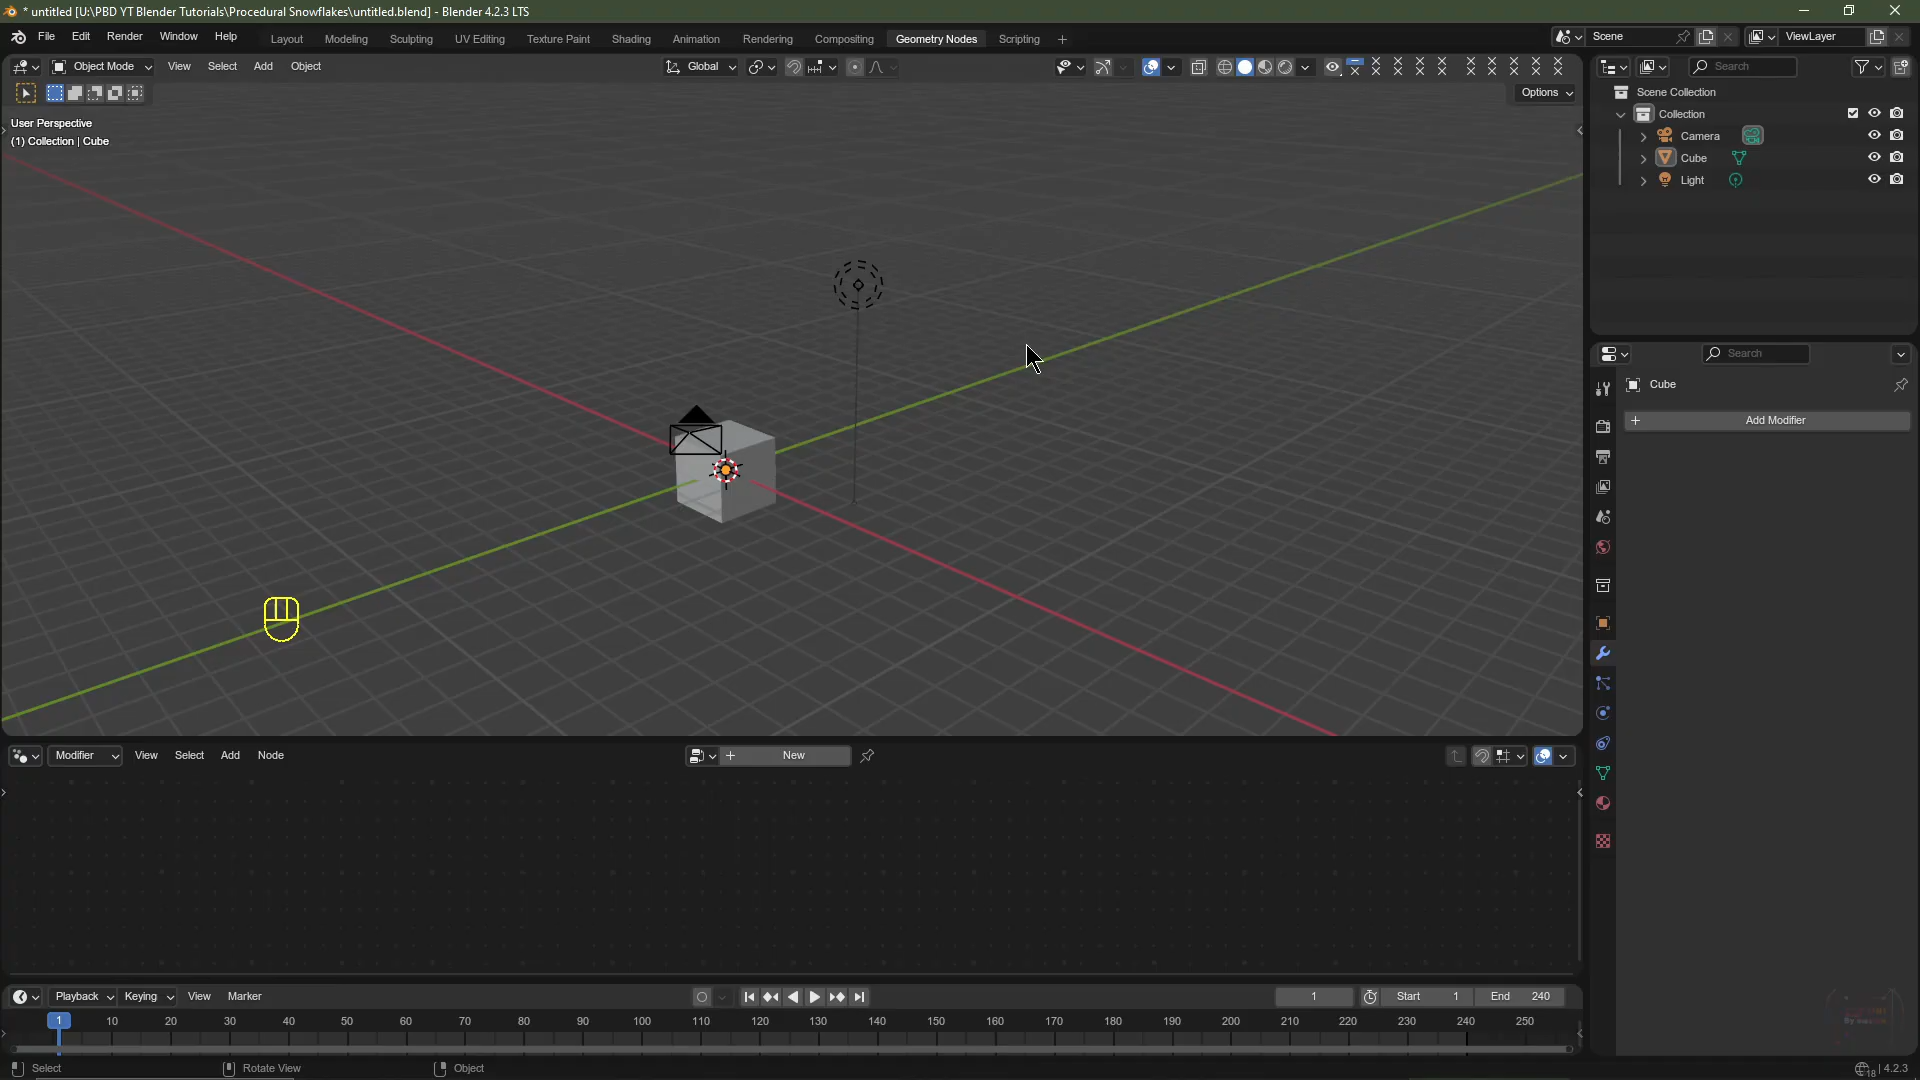 * untitled [U:\PBD YT Blender Tutorials\Procedural Snowflakes\untitled.blend] - Blender 4.2.3 LTS
File Edit Render Window Help Layout Modeling Sculpting UV Editing Texture Paint Shading Animation Rendering Compositing Geometry Nodes Scripting + Scene ViewLayer
Object Mode View Select Add Object Global Search
Options
User Perspective
(1) Collection | Cube
Scene Collection
Collection
Camera
Cube
Light
Search
Cube
+ Add Modifier
Modifier View Select Add Node + New
Playback Keying View Marker 1 Start 1 End 240
1 10 20 30 40 50 60 70 80 90 100 110 120 130 140 150 160 170 180 190 200 210 220 230 240 250
Select Rotate View Object 18 4.2.3